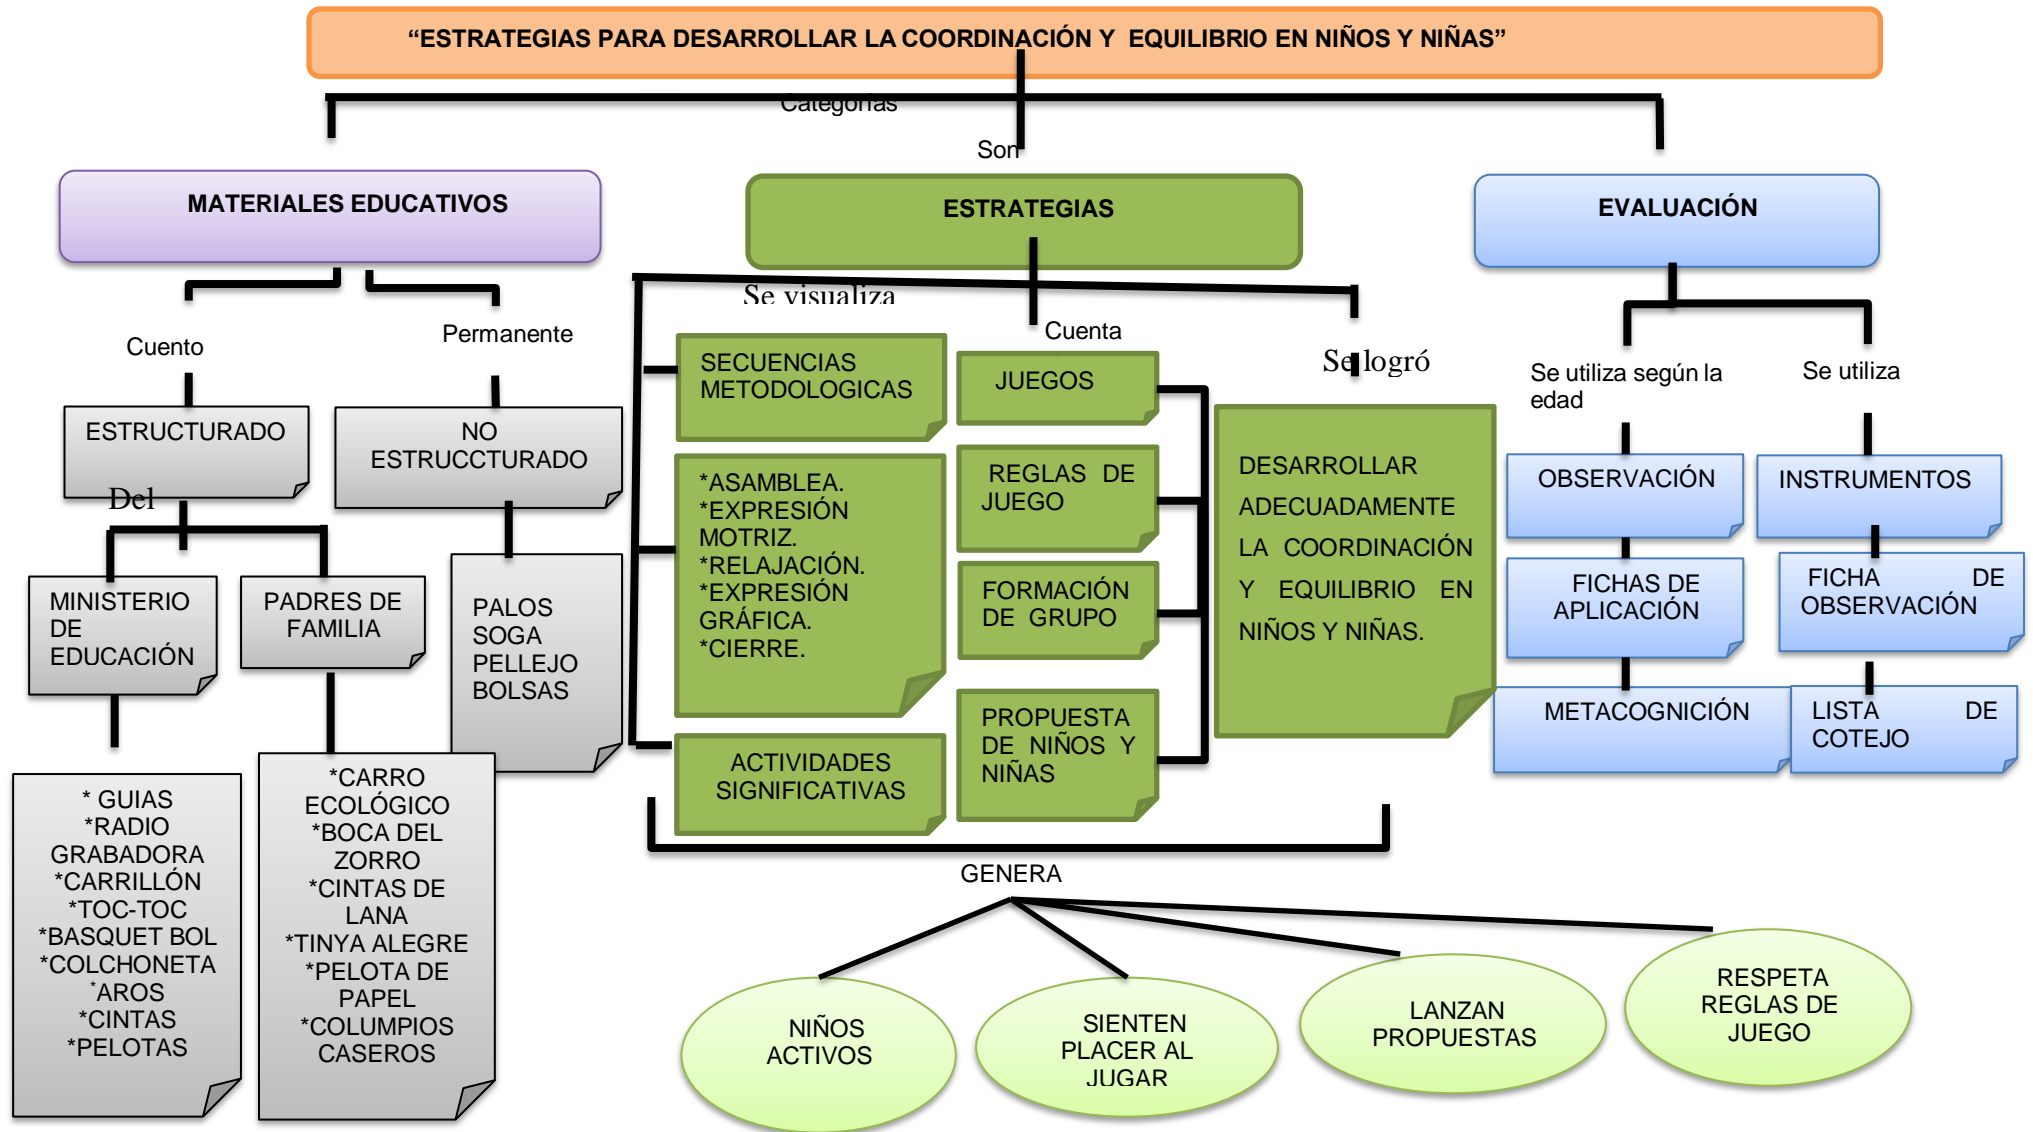 “ESTRATEGIAS PARA DESARROLLAR LA COORDINACIÓN Y EQUILIBRIO EN NIÑOS Y NIÑAS”
Categorías
Son
MATERIALES EDUCATIVOS
ESTRATEGIAS
EVALUACIÓN
Cuento
Permanente
ESTRUCTURADO
NO
ESTRUCCTURADO
Del
MINISTERIO
DE
EDUCACIÓN
PADRES DE
FAMILIA
PALOS
SOGA
PELLEJO
BOLSAS
* GUIAS
*RADIO
GRABADORA
*CARRILLÓN
*TOC-TOC
*BASQUET BOL
*COLCHONETA
*AROS
*CINTAS
*PELOTAS
*CARRO
ECOLÓGICO
*BOCA DEL
ZORRO
*CINTAS DE
LANA
*TINYA ALEGRE
*PELOTA DE
PAPEL
*COLUMPIOS
CASEROS
Se visualiza
Cuenta
Se logró
SECUENCIAS
METODOLOGICAS
*ASAMBLEA.
*EXPRESIÓN
MOTRIZ.
*RELAJACIÓN.
*EXPRESIÓN
GRÁFICA.
*CIERRE.
ACTIVIDADES
SIGNIFICATIVAS
JUEGOS
REGLAS DE
JUEGO
FORMACIÓN
DE GRUPO
PROPUESTA
DE NIÑOS Y
NIÑAS
DESARROLLAR
ADECUADAMENTE
LA COORDINACIÓN
Y EQUILIBRIO EN
NIÑOS Y NIÑAS.
Se utiliza según la
edad
Se utiliza
OBSERVACIÓN
FICHAS DE
APLICACIÓN
METACOGNICIÓN
INSTRUMENTOS
FICHA DE
OBSERVACIÓN
LISTA DE
COTEJO
GENERA
NIÑOS
ACTIVOS
SIENTEN
PLACER AL
JUGAR
LANZAN
PROPUESTAS
RESPETA
REGLAS DE
JUEGO